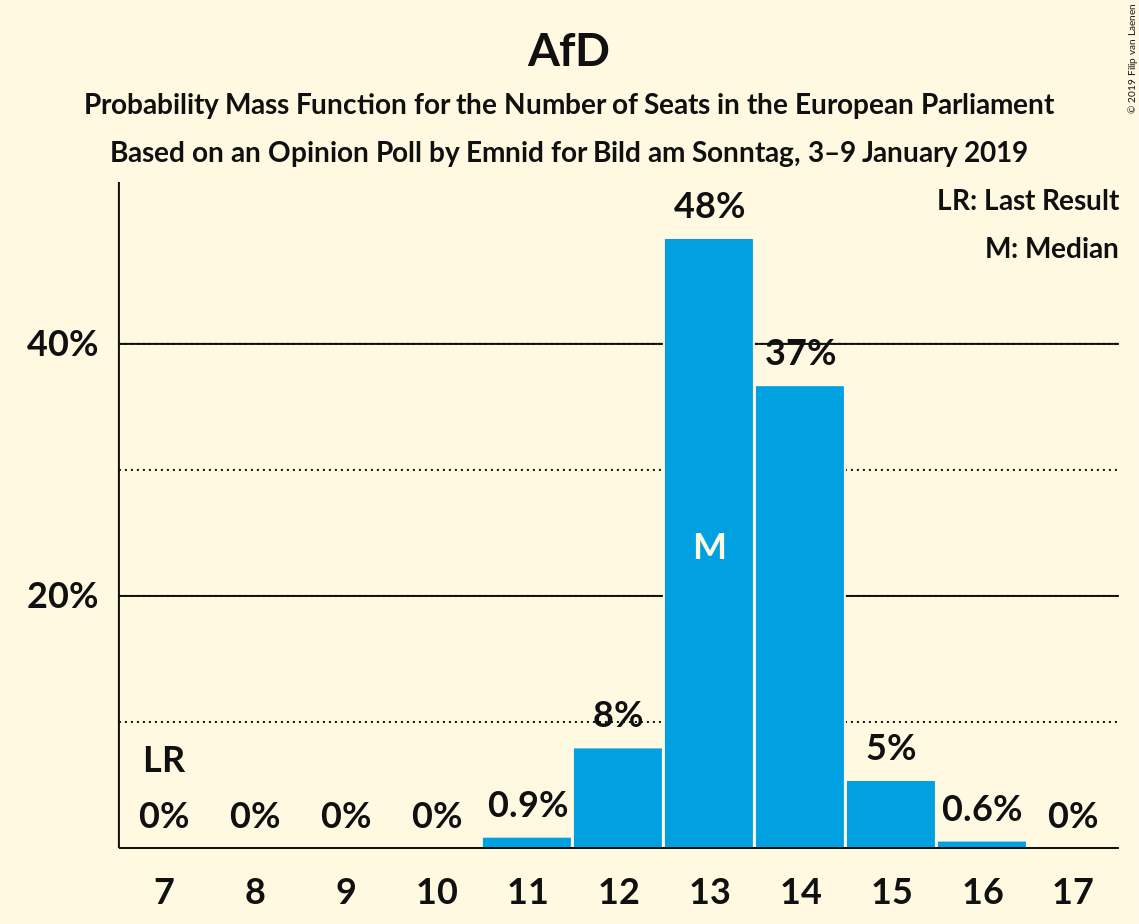 AfD
Probability Mass Function for the Number of Seats in the European Parliament
Based on an Opinion Poll by Emnid for Bild am Sonntag, 3–9 January 2019
© 2019 Filip van Laenen
LR: Last Result
M: Median
48%
40%
37%
M
20%
8%
5%
LR
0% 0% 0% 0% 0.9% 0.6% 0%
7 8 9 10 11 12 13 14 15 16 17